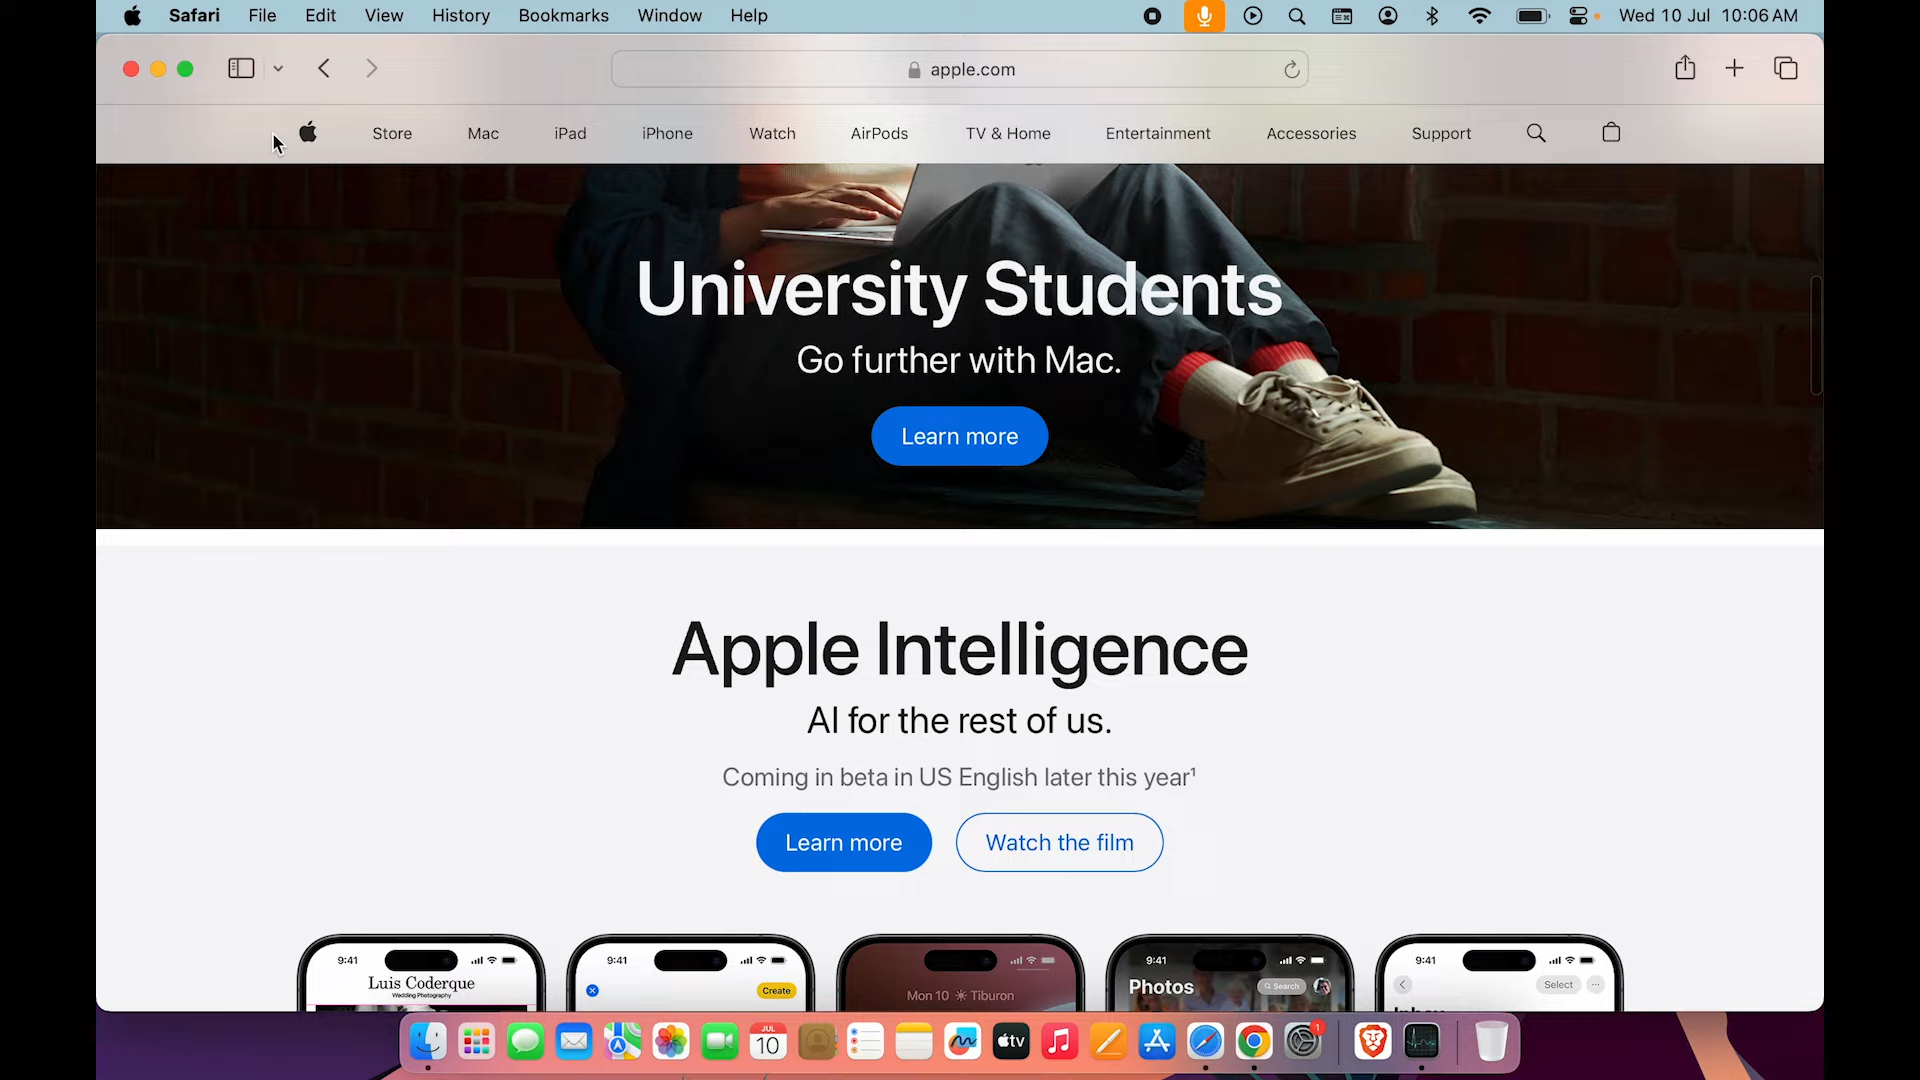 Safari File Edit View History Bookmarks Window Help Wed 10 Jul 10:06 AM
apple.com
Store Mac iPad iPhone Watch AirPods TV & Home Entertainment Accessories Support
University Students
Go further with Mac.
Learn more
Apple Intelligence
AI for the rest of us.
Coming in beta in US English later this year¹
Learn more Watch the film
9:41 9:41 9:41 9:41
Luis Coderque
Wedding Photography
Create
Mon 10 Tiburon
Photos Search
Select
JUL
10
tv
1